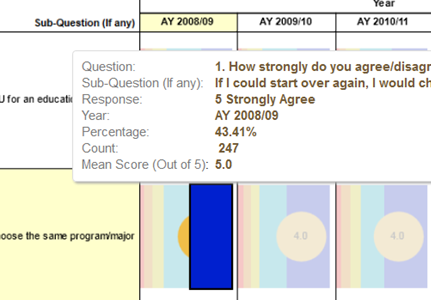 Year
Sub-Question (If any)
AY 2008/09
AY 2009/10
AY 2010/11
Question: 1. How strongly do you agree/disagr
Sub-Question (If any): If I could start over again, I would ch
Response: 5 Strongly Agree
Year: AY 2008/09
Percentage: 43.41%
Count: 247
Mean Score (Out of 5): 5.0
U for an educati
oose the same program/major
4.0
4.0